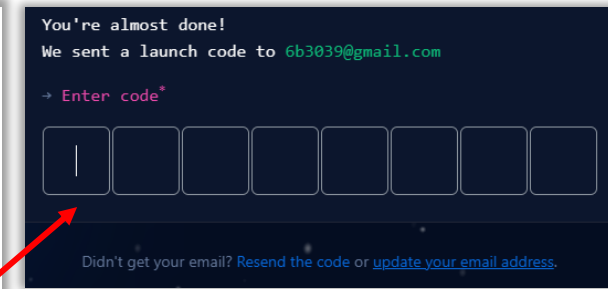 You're almost done!
We sent a launch code to 6b3039@gmail.com
→ Enter code*
Didn't get your email? Resend the code or update your email address.